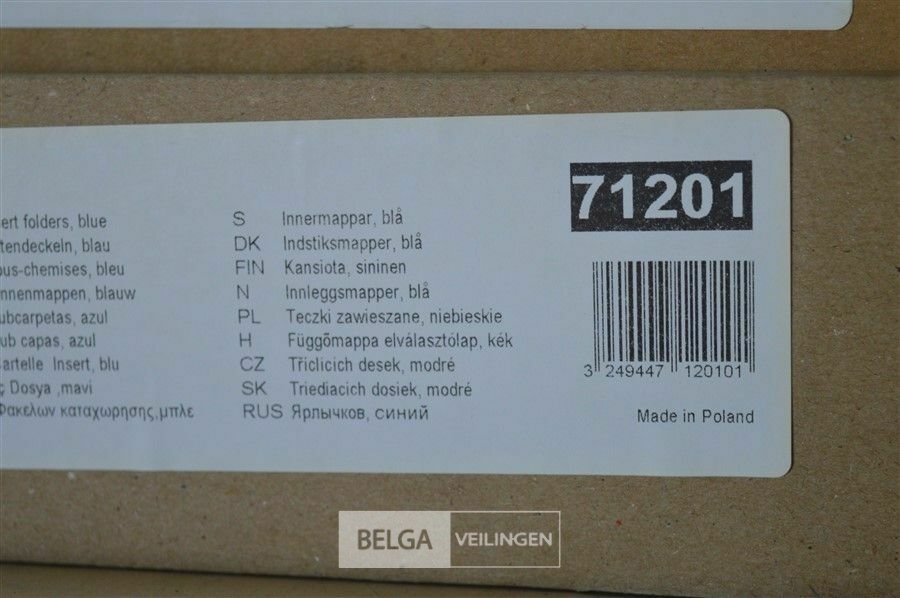 ert folders, blue
tendeckeln, blau
ous-chemises, bleu
nnenmappen, blauw
ubcarpetas, azul
ub capas, azul
artelle Insert, blu
ç Dosya ,mavi
Φακελων καταχωρησης,μπλε
S Innermappar, blå
DK Indstiksmapper, blå
FIN Kansiota, sininen
N Innleggsmapper, blå
PL Teczki zawieszane, niebieskie
H Függõmappa elválasztólap, kék
CZ Tříclicich desek, modré
SK Triediacich dosiek, modré
RUS Ярлычков, синий
71201
3 249447 120101
Made in Poland
BELGA VEILINGEN